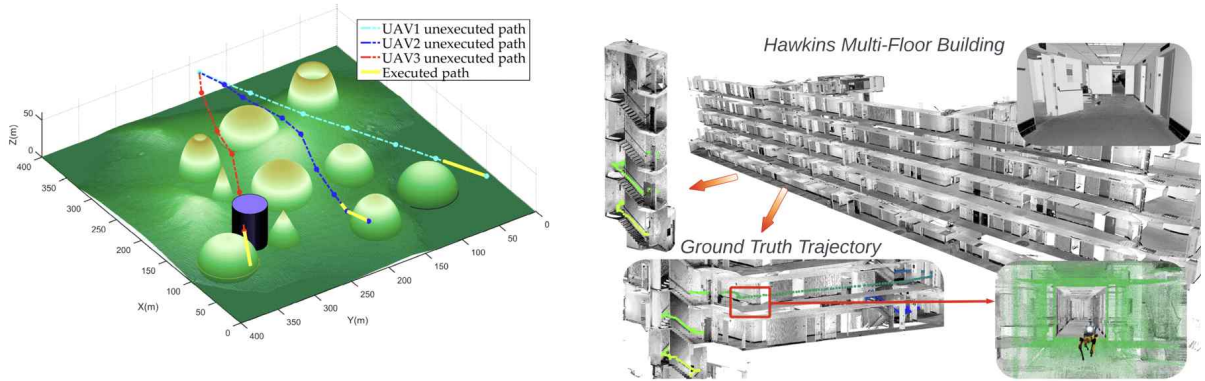 UAV1 unexecuted path
UAV2 unexecuted path
UAV3 unexecuted path
Executed path
50
Z(m)
0
400
350
300
250
200
150
100
50
0
X(m)
400
350
300
250
200
150
100
50
0
Y(m)
Hawkins Multi-Floor Building
Ground Truth Trajectory